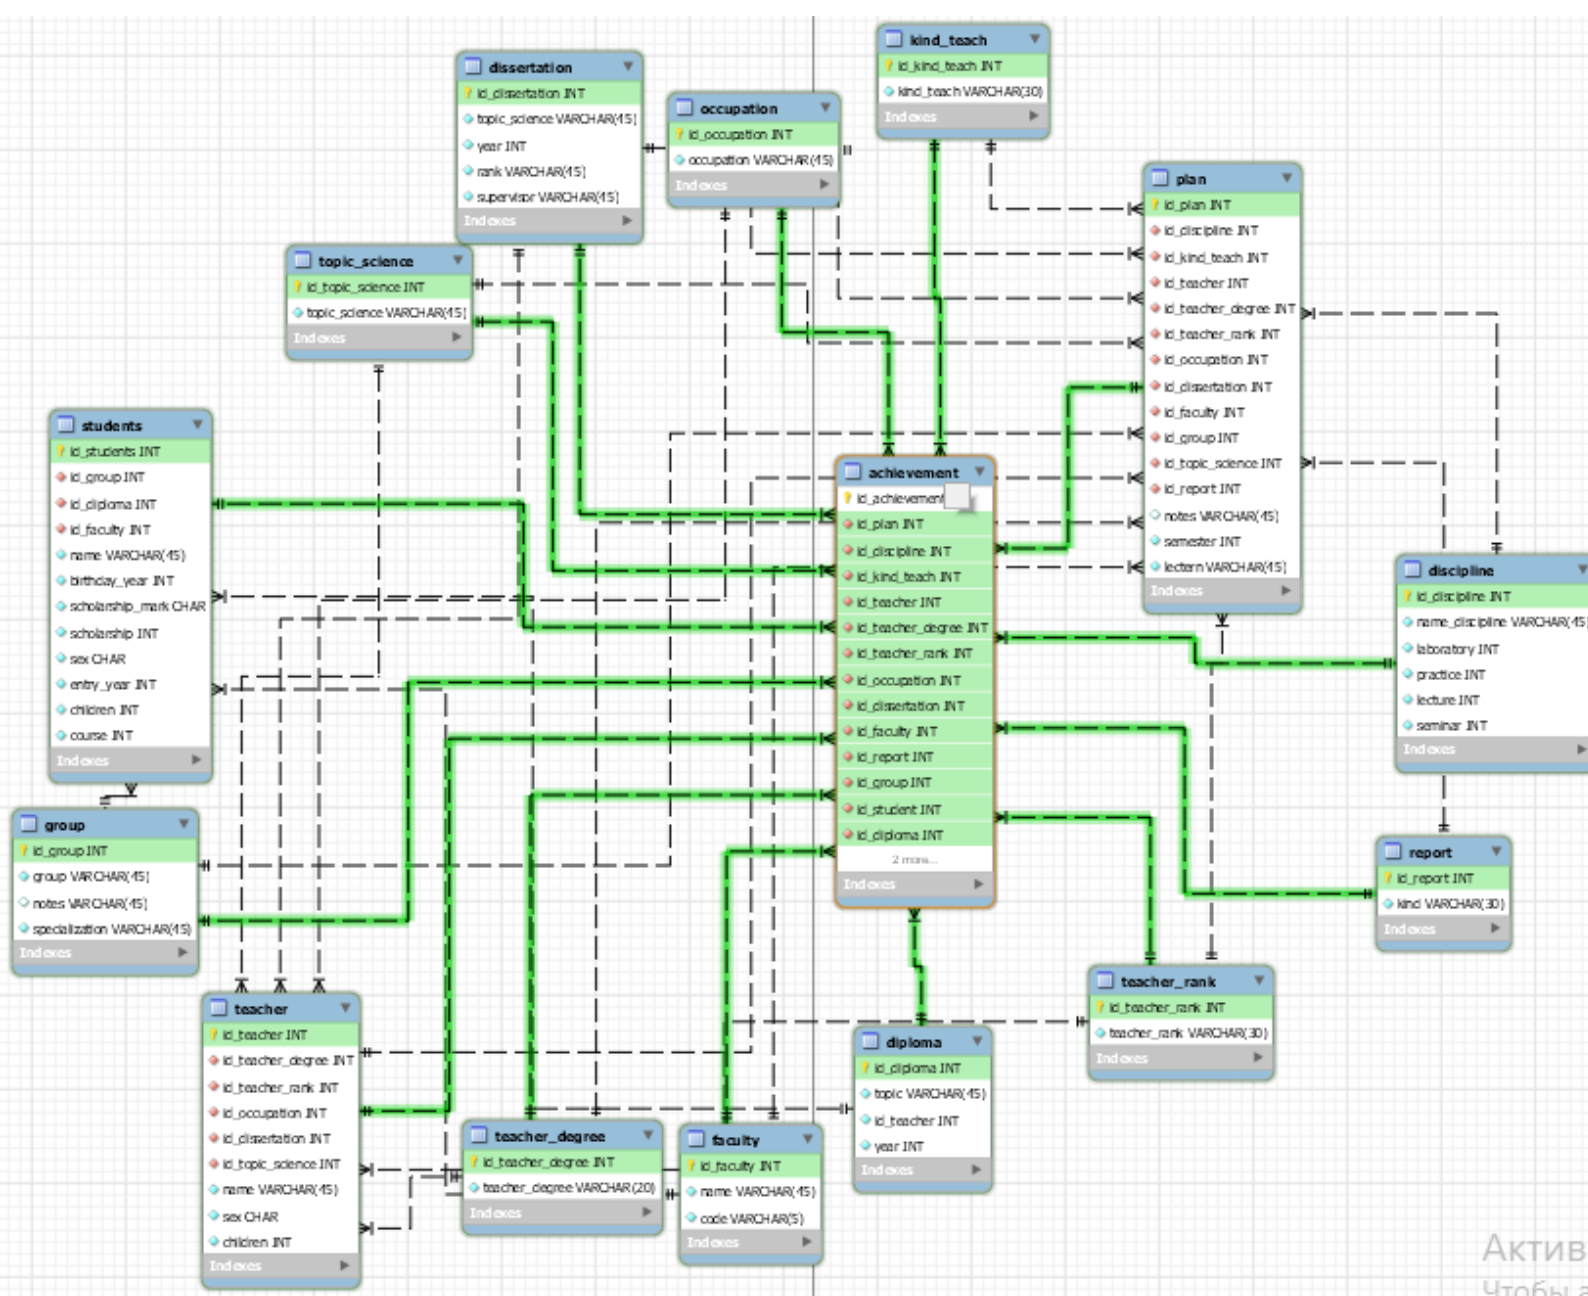 kind_teach
id_kind_teach INT
kind_teach VARCHAR(30)
Indexes
dissertation
id_dissertation INT
topic_science VARCHAR(45)
year INT
rank VARCHAR(45)
supervisor VARCHAR(45)
Indexes
occupation
id_occupation INT
occupation VARCHAR(45)
Indexes
plan
id_plan INT
id_discipline INT
id_kind_teach INT
id_teacher INT
id_teacher_degree INT
id_teacher_rank INT
id_occupation INT
id_dissertation INT
id_faculty INT
id_group INT
id_topic_science INT
id_report INT
notes VARCHAR(45)
semester INT
lectern VARCHAR(45)
Indexes
topic_science
id_topic_science INT
topic_science VARCHAR(45)
Indexes
students
id_students INT
id_group INT
id_diploma INT
id_faculty INT
name VARCHAR(45)
birthday_year INT
scholarship_mark CHAR
scholarship INT
sex CHAR
entry_year INT
children INT
course INT
Indexes
achievement
id_achievement
id_plan INT
id_discipline INT
id_kind_teach INT
id_teacher INT
id_teacher_degree INT
id_teacher_rank INT
id_occupation INT
id_dissertation INT
id_faculty INT
id_report INT
id_group INT
id_student INT
id_diploma INT
2 more...
Indexes
discipline
id_discipline INT
name_discipline VARCHAR(45)
laboratory INT
practice INT
lecture INT
seminar INT
Indexes
group
id_group INT
group VARCHAR(45)
notes VARCHAR(45)
specialization VARCHAR(45)
Indexes
report
id_report INT
kind VARCHAR(30)
Indexes
teacher
id_teacher INT
id_teacher_degree INT
id_teacher_rank INT
id_occupation INT
id_dissertation INT
id_topic_science INT
name VARCHAR(45)
sex CHAR
children INT
Indexes
teacher_rank
id_teacher_rank INT
teacher_rank VARCHAR(30)
Indexes
diploma
id_diploma INT
topic VARCHAR(45)
id_teacher INT
year INT
Indexes
teacher_degree
id_teacher_degree INT
teacher_degree VARCHAR(20)
Indexes
faculty
id_faculty INT
name VARCHAR(45)
code VARCHAR(5)
Indexes
Актив
Чтобы а